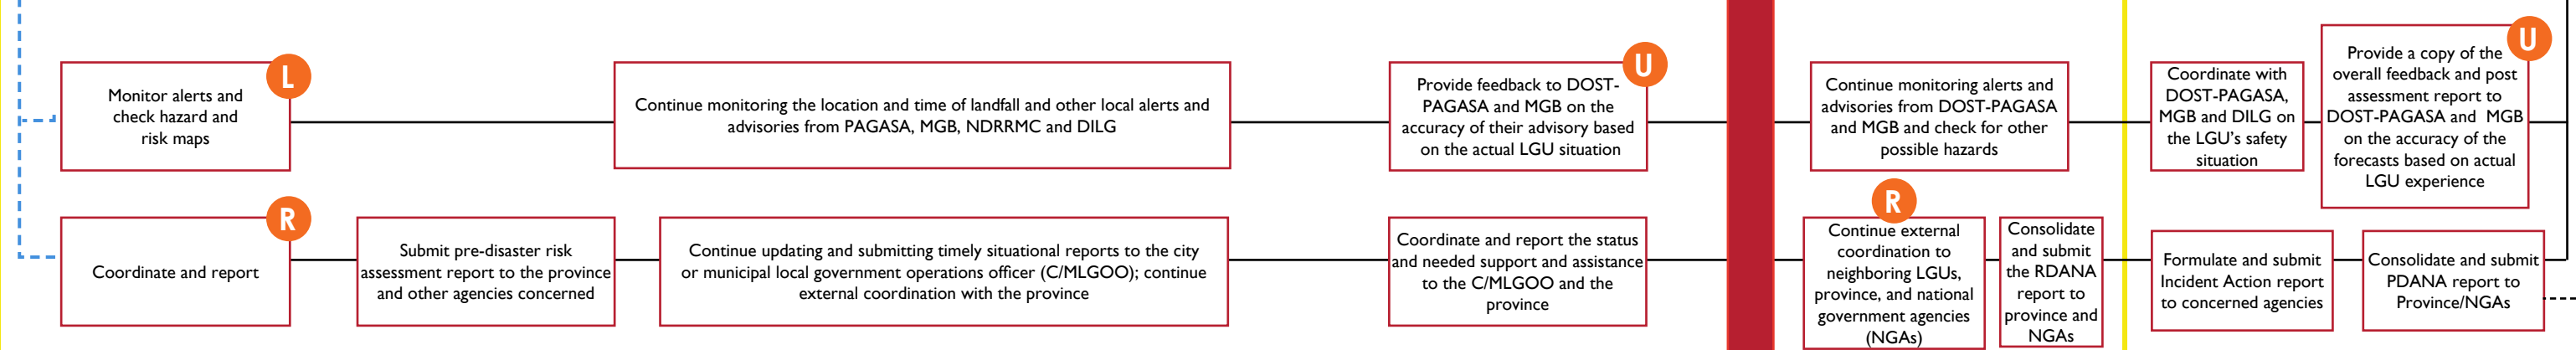 L
Monitor alerts and
check hazard and
risk maps
Continue monitoring the location and time of landfall and other local alerts and
advisories from PAGASA, MGB, NDRRMC and DILG
U
Provide feedback to DOST-
PAGASA and MGB on the
accuracy of their advisory based
on the actual LGU situation
Continue monitoring alerts and
advisories from DOST-PAGASA
and MGB and check for other
possible hazards
Coordinate with
DOST-PAGASA,
MGB and DILG on
the LGU's safety
situation
U
Provide a copy of the
overall feedback and post
assessment report to
DOST-PAGASA and MGB
on the accuracy of the
forecasts based on actual
LGU experience
R
Coordinate and report
Submit pre-disaster risk
assessment report to the province
and other agencies concerned
Continue updating and submitting timely situational reports to the city
or municipal local government operations officer (C/MLGOO); continue
external coordination with the province
Coordinate and report the status
and needed support and assistance
to the C/MLGOO and the
province
R
Continue external
coordination to
neighboring LGUs,
province, and national
government agencies
(NGAs)
Consolidate
and submit
the RDANA
report to
province and
NGAs
Formulate and submit
Incident Action report
to concerned agencies
Consolidate and submit
PDANA report to
Province/NGAs